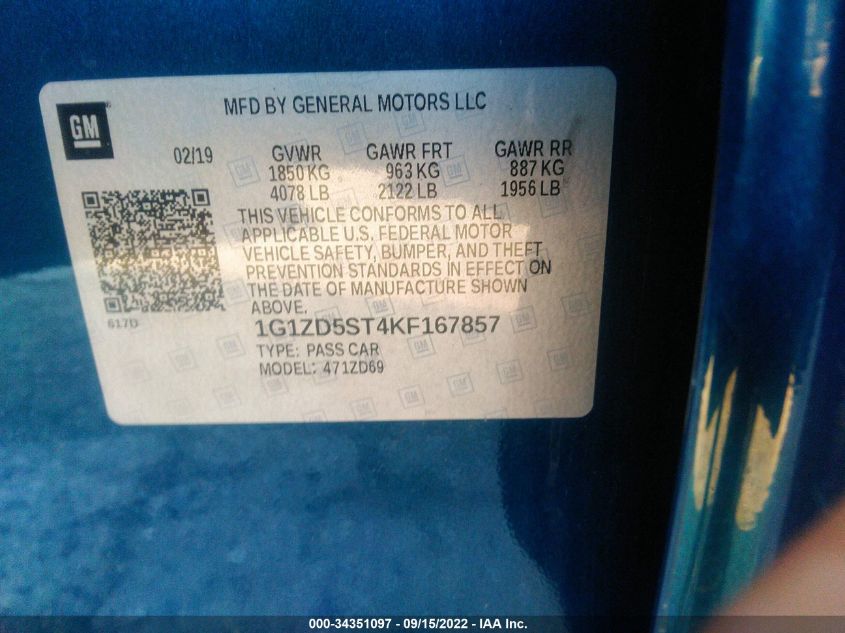 MFD BY GENERAL MOTORS LLC
GM
02/19 GVWR GAWR FRT GAWR RR
1850 KG 963 KG 887 KG
4078 LB 2122 LB 1956 LB
THIS VEHICLE CONFORMS TO ALL
APPLICABLE U.S. FEDERAL MOTOR
VEHICLE SAFETY, BUMPER, AND THEFT
PREVENTION STANDARDS IN EFFECT ON
THE DATE OF MANUFACTURE SHOWN
ABOVE.
617D
1G1ZD5ST4KF167857
TYPE: PASS CAR
MODEL: 471ZD69
000-34351097 - 09/15/2022 - IAA Inc.